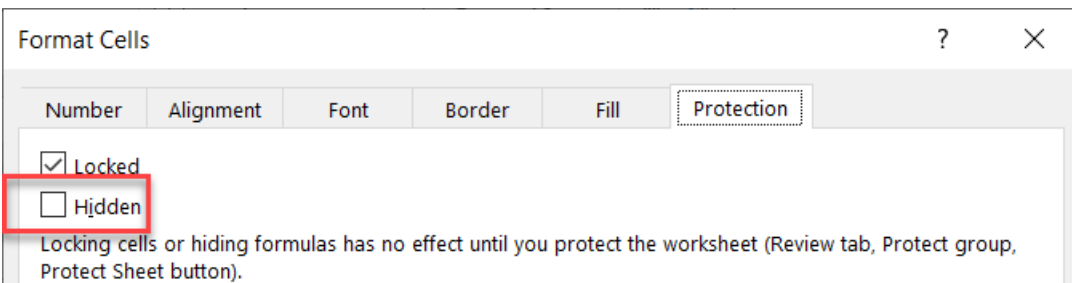 Format Cells ?
Number Alignment Font Border Fill Protection
Locked
Hidden
Locking cells or hiding formulas has no effect until you protect the worksheet (Review tab, Protect group,
Protect Sheet button).